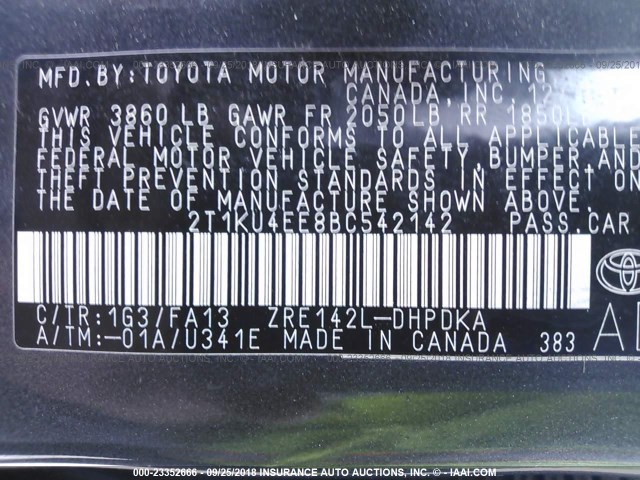 MFD. BY: TOYOTA MOTOR MANUFACTURING
CANADA, INC. 12
GVWR 3860 LB GAWR FR 2050LB RR 1850L
THIS VEHICLE CONFORMS TO ALL APPLICABLE
FEDERAL MOTOR VEHICLE SAFETY, BUMPER AND
THEFT PREVENTION STANDARDS IN EFFECT
THE DATE OF MANUFACTURE SHOWN ABOVE.
2T1KU4EE8BC542142 PASS. CAR
C/TR: 1G3/FA13 ZRE142L-DHPDKA
A/TM: -01A/U341E MADE IN CANADA 383 A
000-23352666 - 09/25/2018 INSURANCE AUTO AUCTIONS, INC. - IAAI.COM